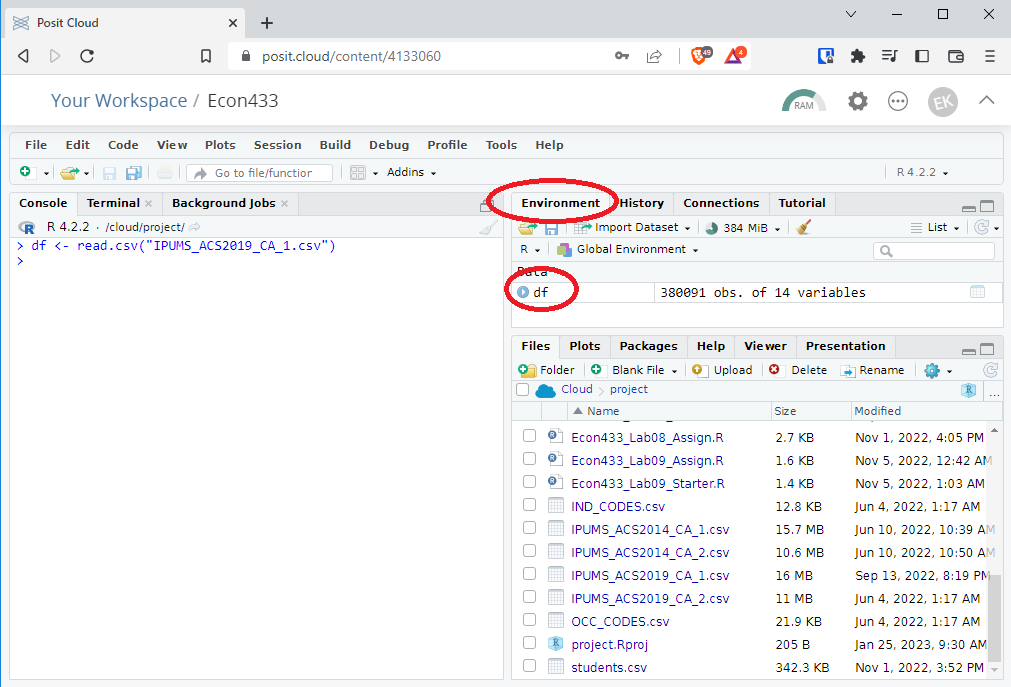 Posit Cloud
posit.cloud/content/4133060
49
4
Your Workspace / Econ433
RAM
EK
File Edit Code View Plots Session Build Debug Profile Tools Help
Go to file/function Addins R 4.2.2
Console Terminal Background Jobs
R 4.2.2 · /cloud/project/
> df <- read.csv("IPUMS_ACS2019_CA_1.csv")
>
Environment History Connections Tutorial
Import Dataset 384 MiB List
R Global Environment
Data
df 380091 obs. of 14 variables
Files Plots Packages Help Viewer Presentation
Folder Blank File Upload Delete Rename
Cloud project R ...
Name Size Modified
Econ433_Lab08_Assign.R 2.7 KB Nov 1, 2022, 4:05 PM
Econ433_Lab09_Assign.R 1.6 KB Nov 5, 2022, 12:42 AM
Econ433_Lab09_Starter.R 1.4 KB Nov 5, 2022, 1:03 AM
IND_CODES.csv 12.8 KB Jun 4, 2022, 1:17 AM
IPUMS_ACS2014_CA_1.csv 15.7 MB Jun 10, 2022, 10:39 AM
IPUMS_ACS2014_CA_2.csv 10.6 MB Jun 10, 2022, 10:50 AM
IPUMS_ACS2019_CA_1.csv 16 MB Sep 13, 2022, 8:19 PM
IPUMS_ACS2019_CA_2.csv 11 MB Jun 4, 2022, 1:17 AM
OCC_CODES.csv 21.9 KB Jun 4, 2022, 1:17 AM
project.Rproj 205 B Jan 25, 2023, 9:30 AM
students.csv 342.3 KB Nov 1, 2022, 3:52 PM